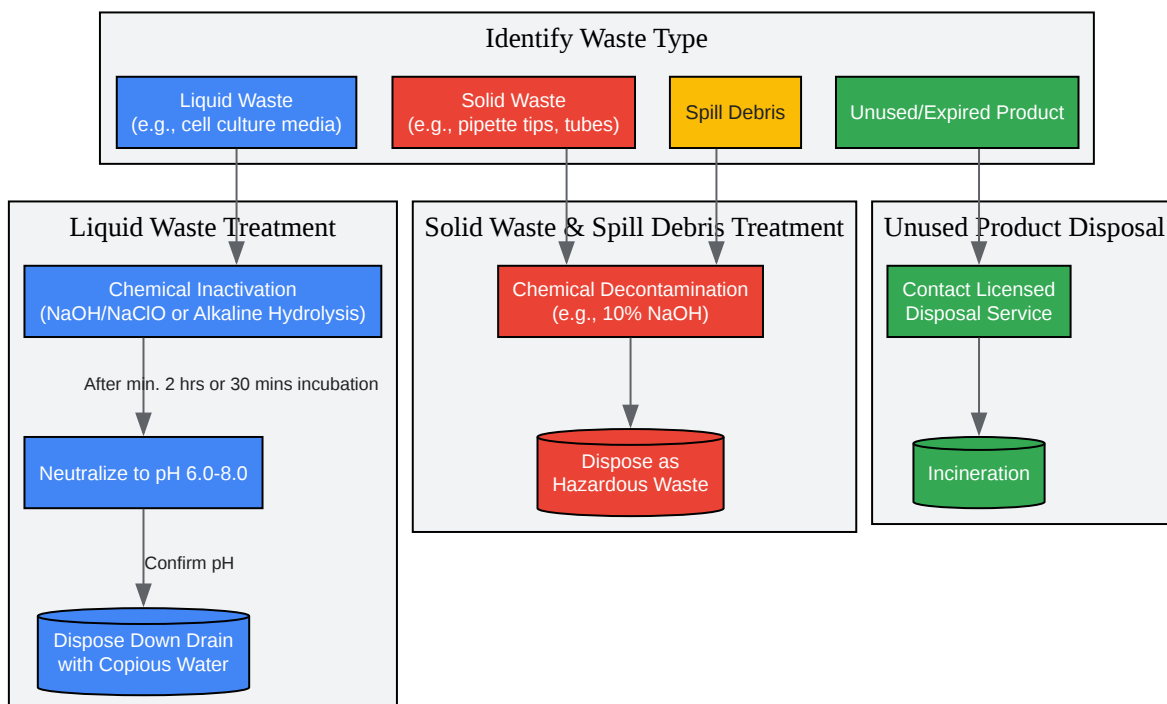 Identify Waste Type
Liquid Waste
(e.g., cell culture media)
Solid Waste
(e.g., pipette tips, tubes)
Spill Debris
Unused/Expired Product
Liquid Waste Treatment
Chemical Inactivation
(NaOH/NaClO or Alkaline Hydrolysis)
After min. 2 hrs or 30 mins incubation
Neutralize to pH 6.0-8.0
Confirm pH
Dispose Down Drain
with Copious Water
Solid Waste & Spill Debris Treatment
Chemical Decontamination
(e.g., 10% NaOH)
Dispose as
Hazardous Waste
Unused Product Disposal
Contact Licensed
Disposal Service
Incineration